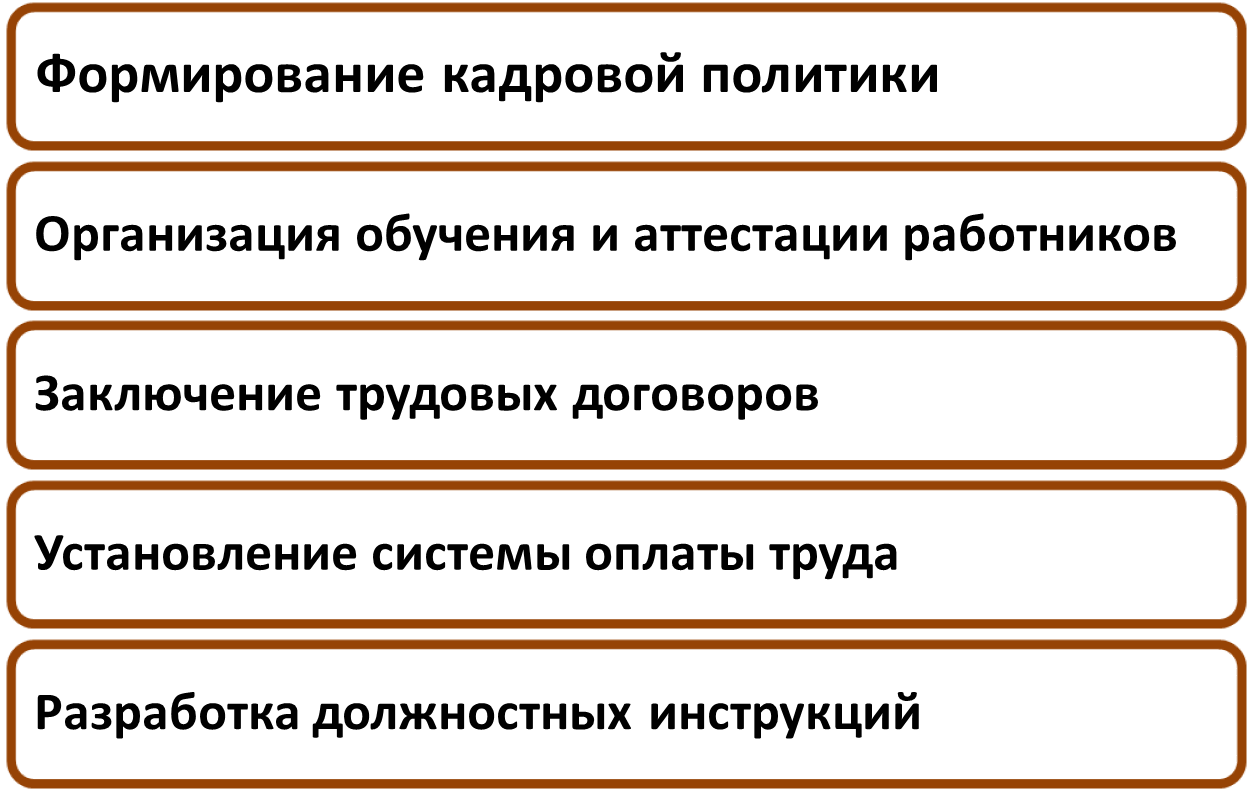 Формирование кадровой политики
Организация обучения и аттестации работников
Заключение трудовых договоров
Установление системы оплаты труда
Разработка должностных инструкций